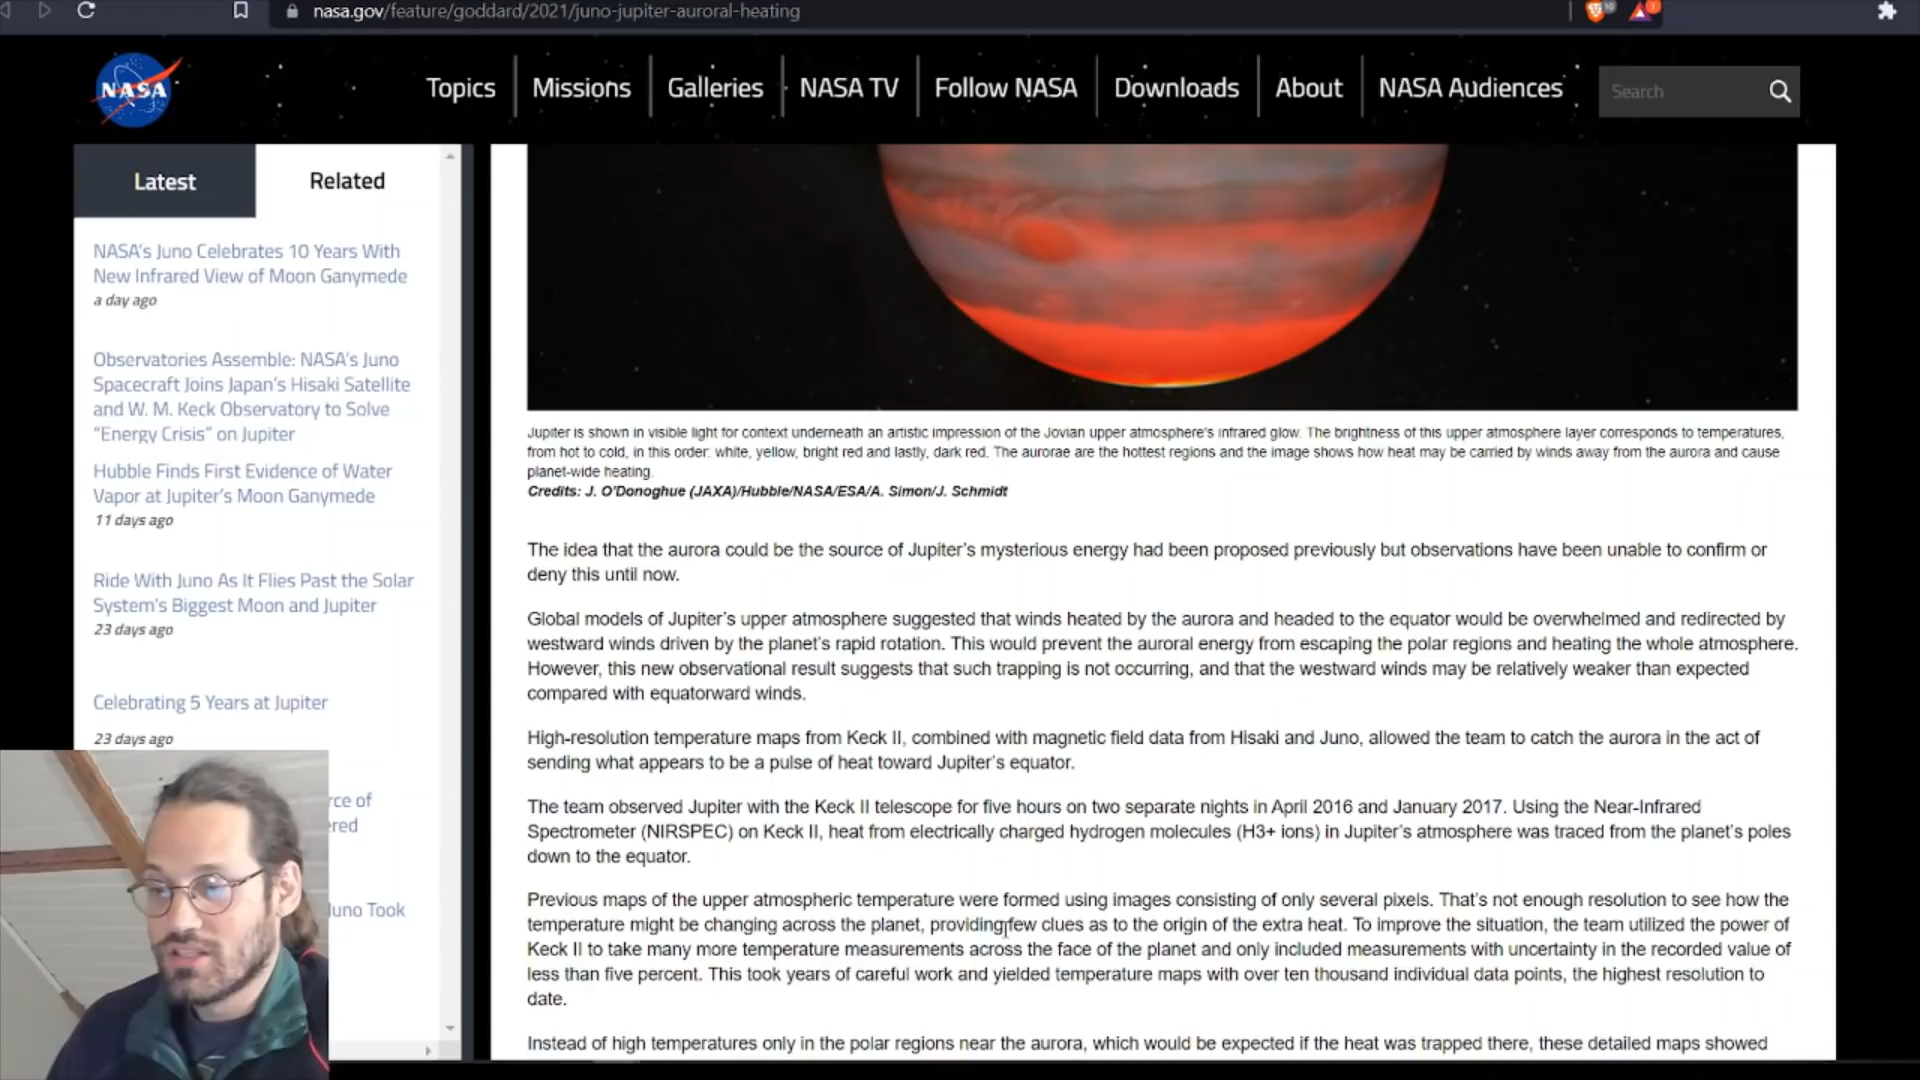 nasa.gov/feature/goddard/2021/juno-jupiter-auroral-heating
NASA
Topics
Missions
Galleries
NASA TV
Follow NASA
Downloads
About
NASA Audiences
Search
Latest
Related
NASA's Juno Celebrates 10 Years With
New Infrared View of Moon Ganymede
a day ago
Observatories Assemble: NASA's Juno
Spacecraft Joins Japan's Hisaki Satellite
and W. M. Keck Observatory to Solve
“Energy Crisis” on Jupiter
Hubble Finds First Evidence of Water
Vapor at Jupiter's Moon Ganymede
11 days ago
Ride With Juno As It Flies Past the Solar
System's Biggest Moon and Jupiter
23 days ago
Celebrating 5 Years at Jupiter
23 days ago
rce of
ered
Juno Took
Jupiter is shown in visible light for context underneath an artistic impression of the Jovian upper atmosphere's infrared glow. The brightness of this upper atmosphere layer corresponds to temperatures,
from hot to cold, in this order: white, yellow, bright red and lastly, dark red. The aurorae are the hottest regions and the image shows how heat may be carried by winds away from the aurora and cause
planet-wide heating.
Credits: J. O'Donoghue (JAXA)/Hubble/NASA/ESA/A. Simon/J. Schmidt
The idea that the aurora could be the source of Jupiter's mysterious energy had been proposed previously but observations have been unable to confirm or
deny this until now.
Global models of Jupiter's upper atmosphere suggested that winds heated by the aurora and headed to the equator would be overwhelmed and redirected by
westward winds driven by the planet's rapid rotation. This would prevent the auroral energy from escaping the polar regions and heating the whole atmosphere.
However, this new observational result suggests that such trapping is not occurring, and that the westward winds may be relatively weaker than expected
compared with equatorward winds.
High-resolution temperature maps from Keck II, combined with magnetic field data from Hisaki and Juno, allowed the team to catch the aurora in the act of
sending what appears to be a pulse of heat toward Jupiter's equator.
The team observed Jupiter with the Keck II telescope for five hours on two separate nights in April 2016 and January 2017. Using the Near-Infrared
Spectrometer (NIRSPEC) on Keck II, heat from electrically charged hydrogen molecules (H3+ ions) in Jupiter's atmosphere was traced from the planet's poles
down to the equator.
Previous maps of the upper atmospheric temperature were formed using images consisting of only several pixels. That's not enough resolution to see how the
temperature might be changing across the planet, providing few clues as to the origin of the extra heat. To improve the situation, the team utilized the power of
Keck II to take many more temperature measurements across the face of the planet and only included measurements with uncertainty in the recorded value of
less than five percent. This took years of careful work and yielded temperature maps with over ten thousand individual data points, the highest resolution to
date.
Instead of high temperatures only in the polar regions near the aurora, which would be expected if the heat was trapped there, these detailed maps showed